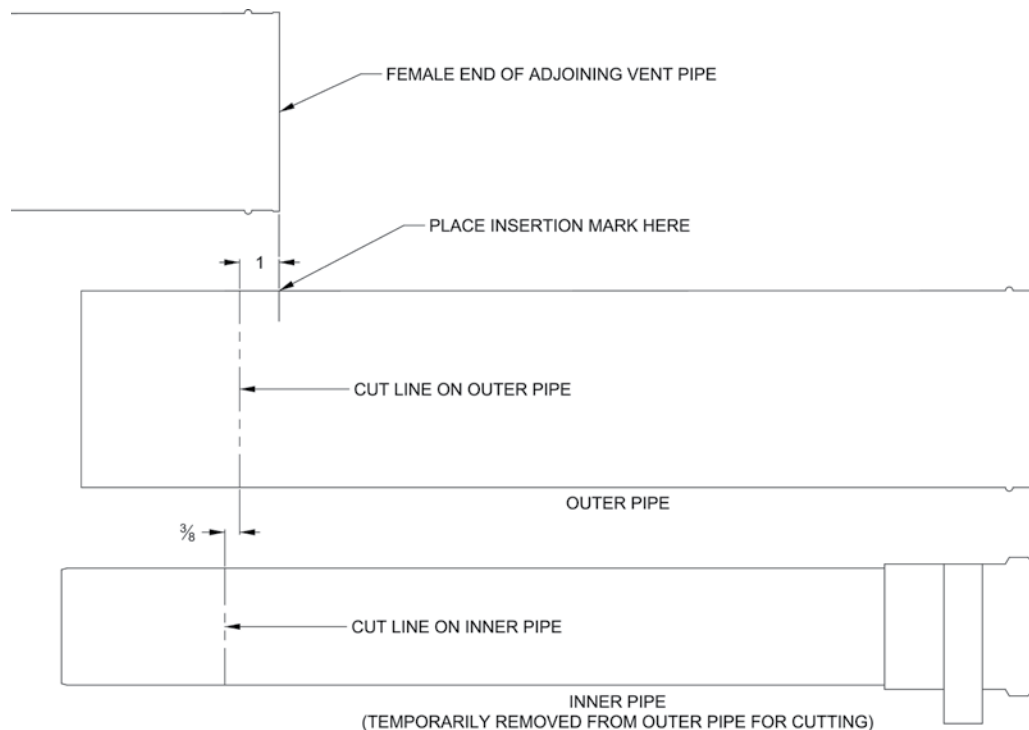 FEMALE END OF ADJOINING VENT PIPE
PLACE INSERTION MARK HERE
1
CUT LINE ON OUTER PIPE
OUTER PIPE
⅜
CUT LINE ON INNER PIPE
INNER PIPE
(TEMPORARILY REMOVED FROM OUTER PIPE FOR CUTTING)